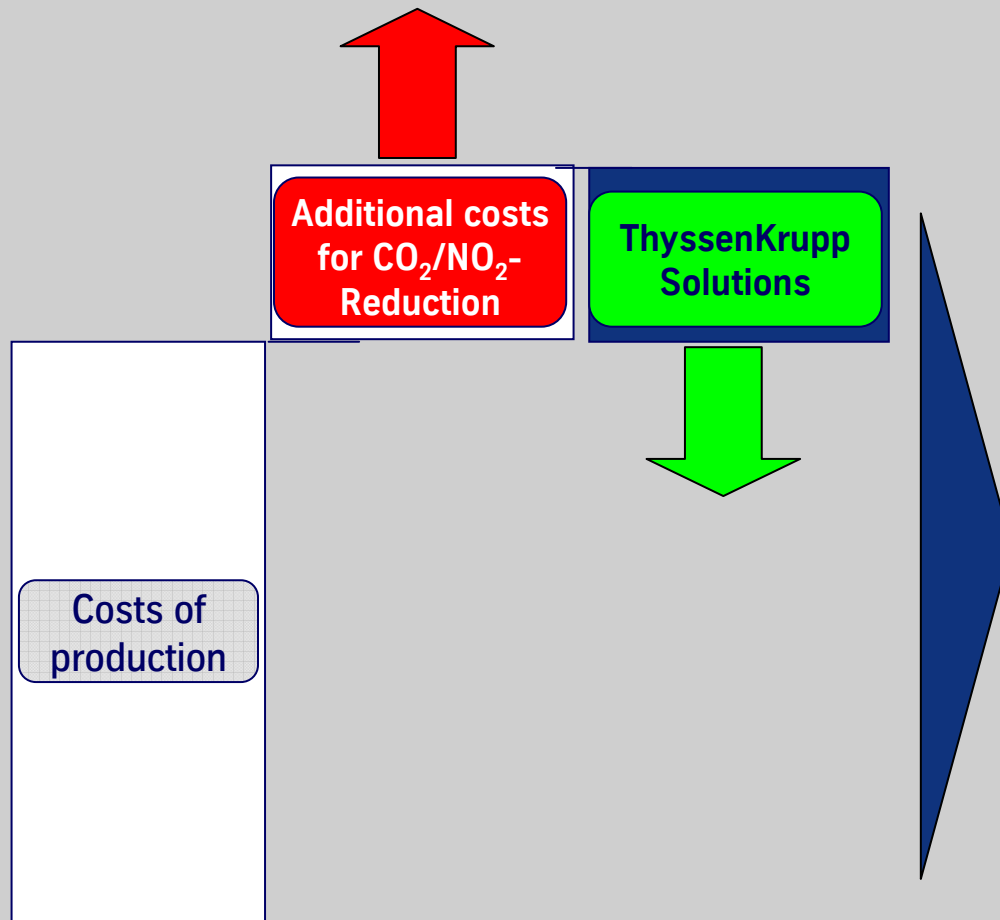 Additional costs
for CO₂/NO₂-
Reduction
ThyssenKrupp
Solutions
Costs of
production